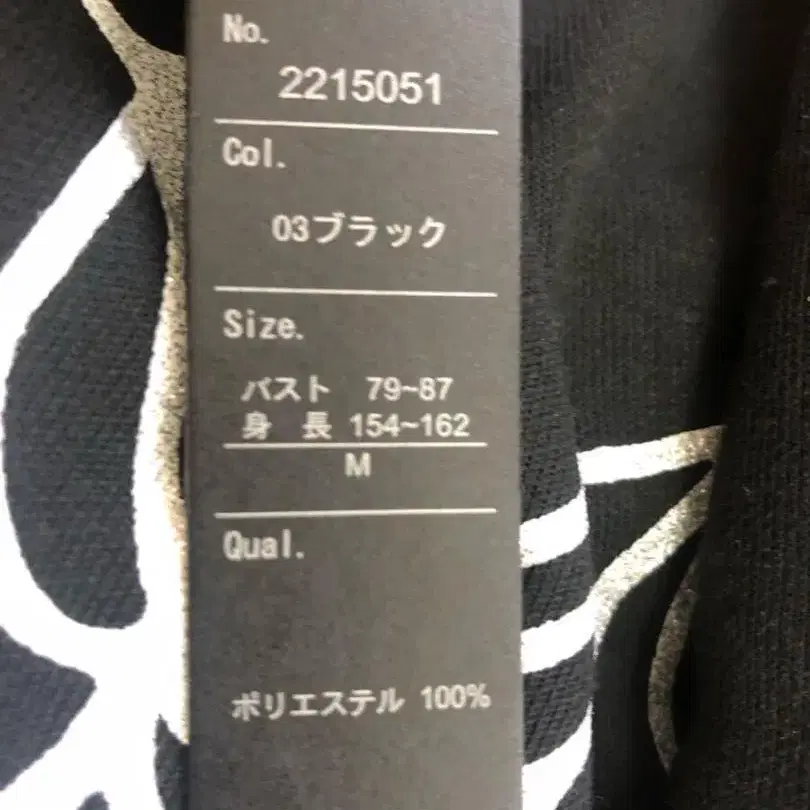 No.
2215051
Col.
03ブラック
Size.
バスト 79~87
身 長 154~162
M
Qual.
ポリエステル 100%